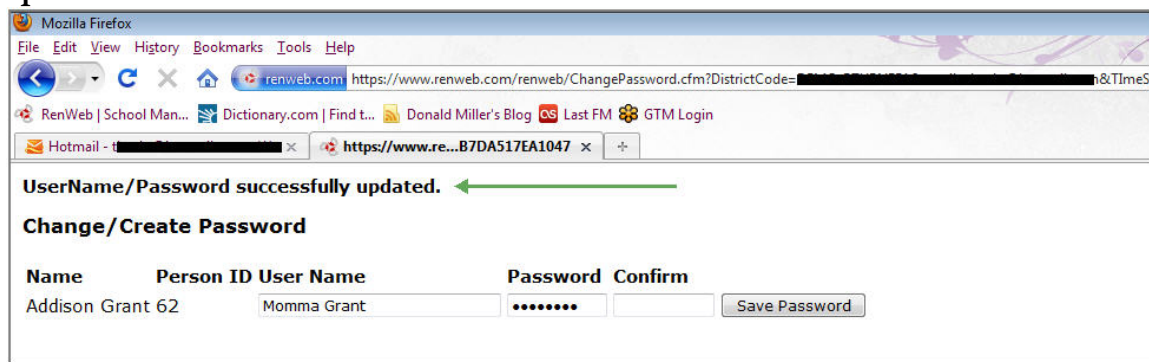 Mozilla Firefox
File Edit View History Bookmarks Tools Help
renweb.com https://www.renweb.com/renweb/ChangePassword.cfm?DistrictCode= n&TImeS
RenWeb | School Man... Dictionary.com | Find t... Donald Miller's Blog Last FM GTM Login
Hotmail - t https://www.re...B7DA517EA1047
UserName/Password successfully updated.
Change/Create Password
Name Person ID User Name Password Confirm
Addison Grant 62 Momma Grant •••••••• Save Password